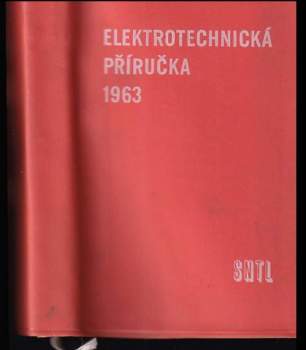 ELEKTROTECHNICKÁ
PŘÍRUČKA
1963
SNTL